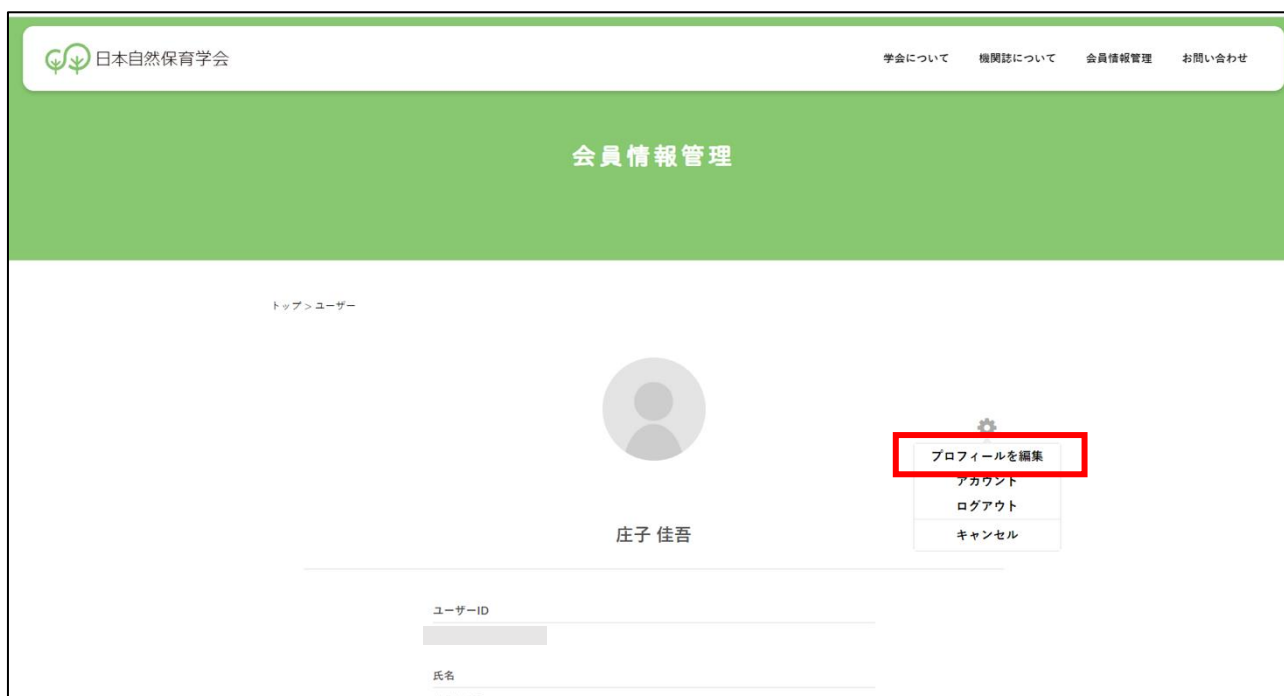 日本自然保育学会
学会について 機関誌について 会員情報管理 お問い合わせ
会員情報管理
トップ > ユーザー
プロフィールを編集
アカウント
ログアウト
キャンセル
庄子 佳吾
ユーザーID
氏名